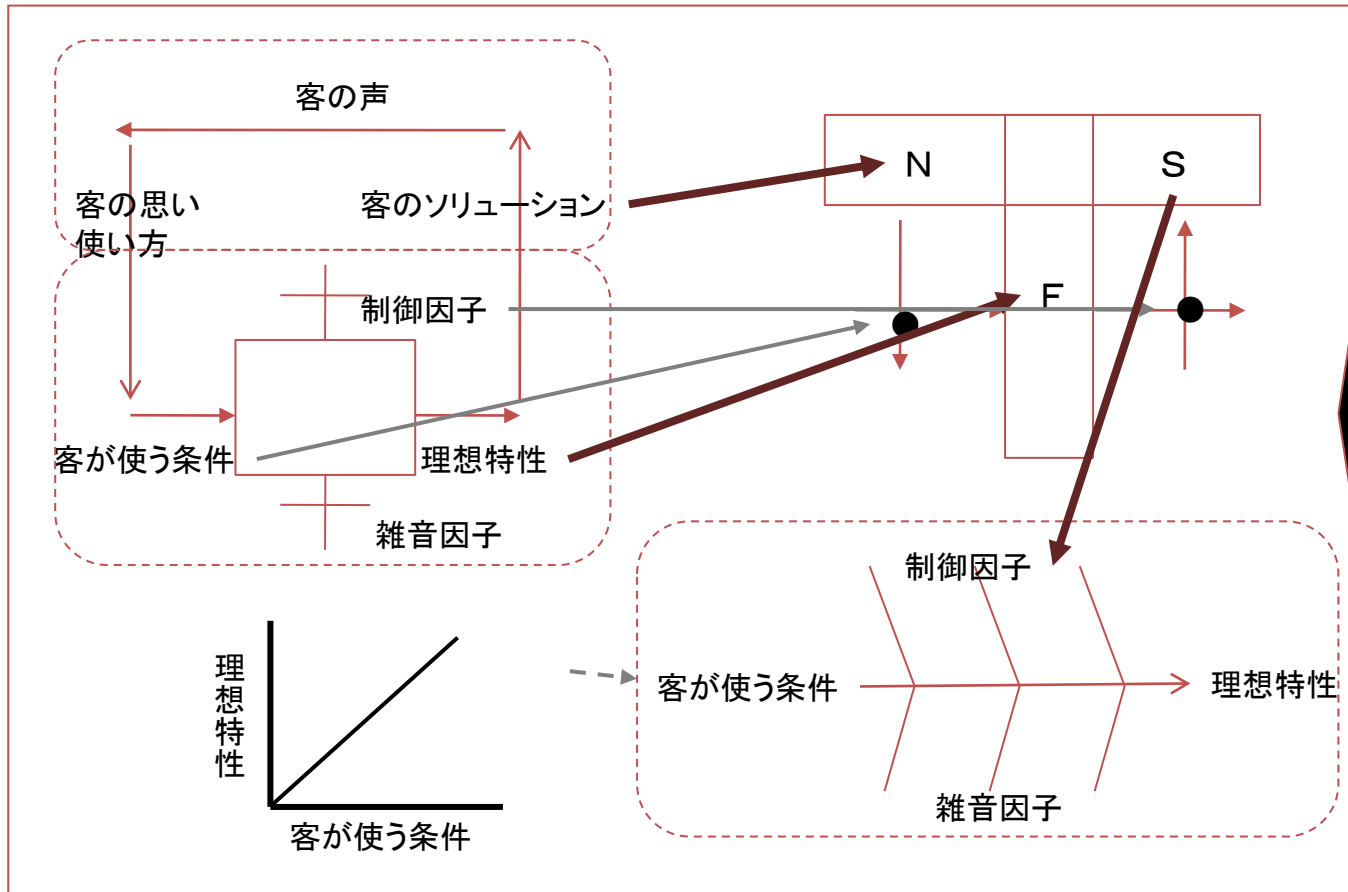 客の声
客の思い
使い方
客のソリューション
N
S
制御因子
F
客が使う条件
理想特性
雑音因子
制御因子
客が使う条件
理想特性
雑音因子
理想特性
客が使う条件